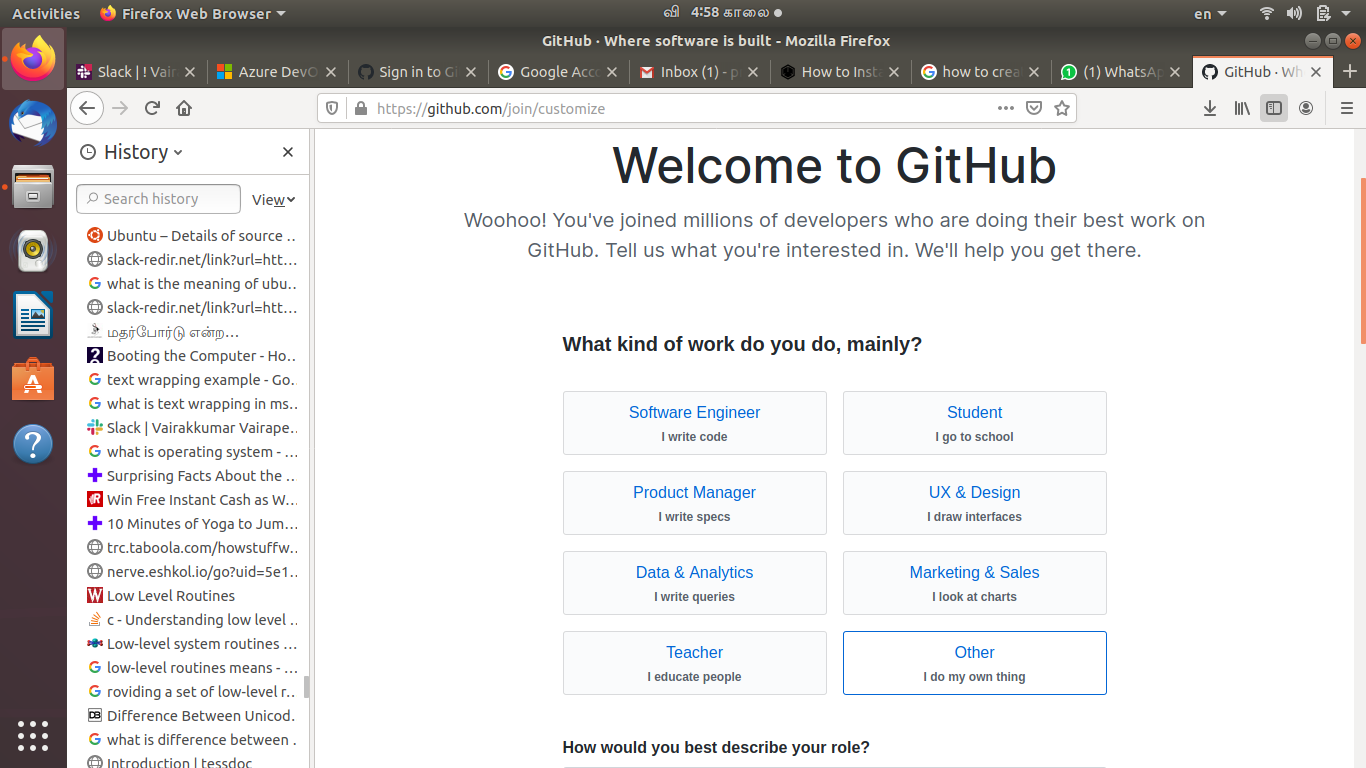 Activities Firefox Web Browser வி 4:58 காலை en
GitHub · Where software is built - Mozilla Firefox
Slack | ! Vair Azure DevO Sign in to Gi Google Acco Inbox (1) - p How to Insta how to crea (1) WhatsAp GitHub · Wh
https://github.com/join/customize
History
Search history View
Ubuntu – Details of source …
slack-redir.net/link?url=htt…
what is the meaning of ubu…
slack-redir.net/link?url=htt…
மதர்போர்டு என்ற…
Booting the Computer - Ho…
text wrapping example - Go…
what is text wrapping in ms…
Slack | Vairakkumar Vairape…
what is operating system - …
Surprising Facts About the …
Win Free Instant Cash as W…
10 Minutes of Yoga to Jum…
trc.taboola.com/howstuffw…
nerve.eshkol.io/go?uid=5e1…
Low Level Routines
c - Understanding low level …
Low-level system routines …
low-level routines means - …
roviding a set of low-level r…
Difference Between Unicod…
what is difference between …
Introduction | tessdoc
Welcome to GitHub
Woohoo! You've joined millions of developers who are doing their best work on
GitHub. Tell us what you're interested in. We'll help you get there.
What kind of work do you do, mainly?
Software Engineer
I write code
Student
I go to school
Product Manager
I write specs
UX & Design
I draw interfaces
Data & Analytics
I write queries
Marketing & Sales
I look at charts
Teacher
I educate people
Other
I do my own thing
How would you best describe your role?